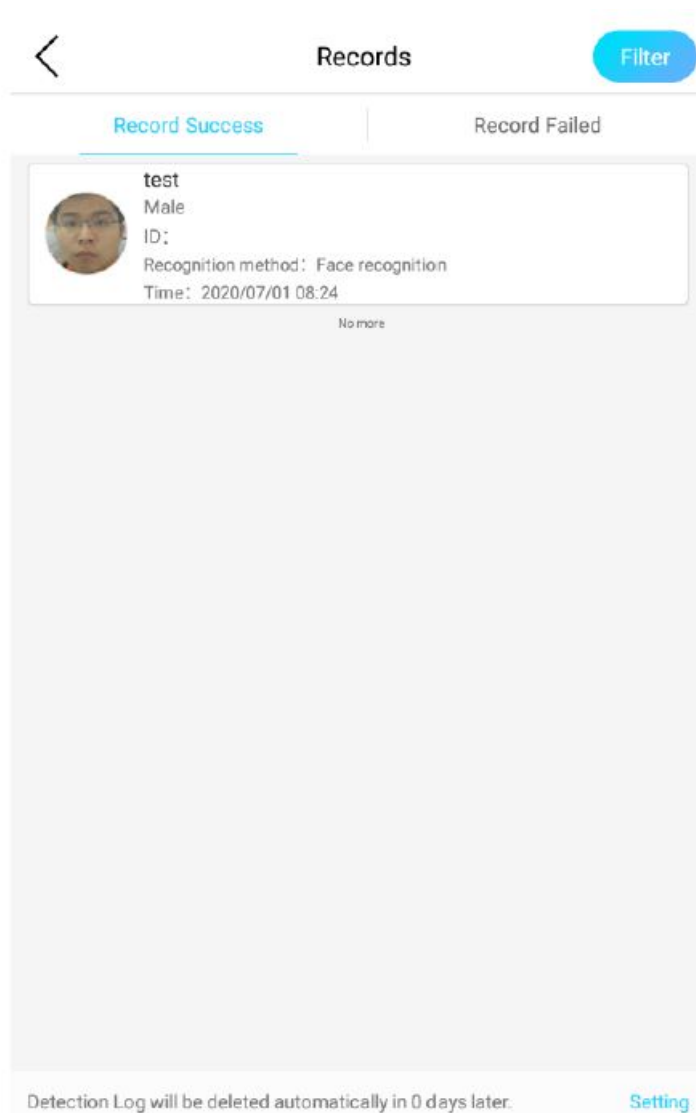 Records
Filter
Record Success
Record Failed
test
Male
ID：
Recognition method：Face recognition
Time：2020/07/01 08:24
No more
Detection Log will be deleted automatically in 0 days later.
Setting